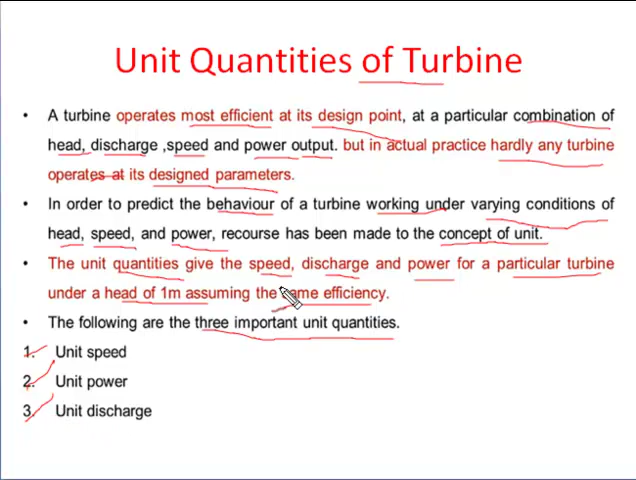 Unit Quantities of Turbine
• A turbine operates most efficient at its design point, at a particular combination of
head, discharge ,speed and power output. but in actual practice hardly any turbine
operates at its designed parameters.
• In order to predict the behaviour of a turbine working under varying conditions of
head, speed, and power, recourse has been made to the concept of unit.
• The unit quantities give the speed, discharge and power for a particular turbine
under a head of 1m assuming the same efficiency.
• The following are the three important unit quantities.
1. Unit speed
2. Unit power
3. Unit discharge